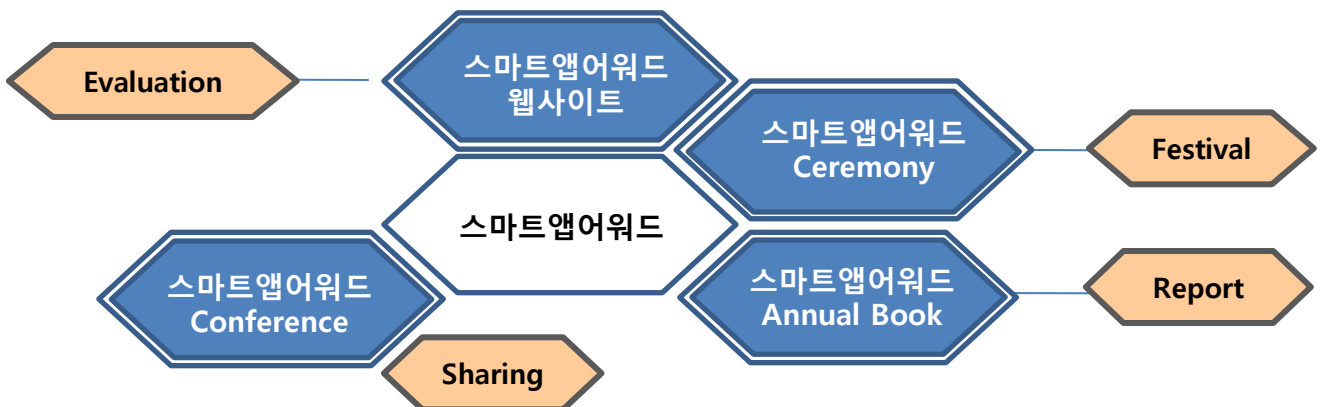 Evaluation
스마트앱어워드
웹사이트
스마트앱어워드
Ceremony
Festival
스마트앱어워드
스마트앱어워드
Conference
스마트앱어워드
Annual Book
Report
Sharing